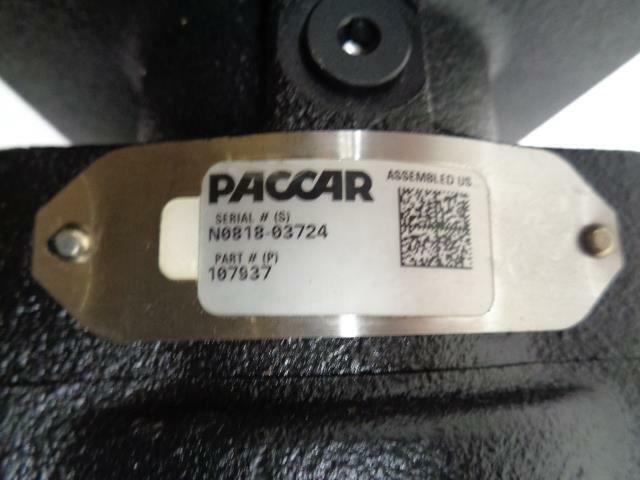 PACCAR
ASSEMBLED US
SERIAL # (S)
N0818-03724
PART # (P)
107937